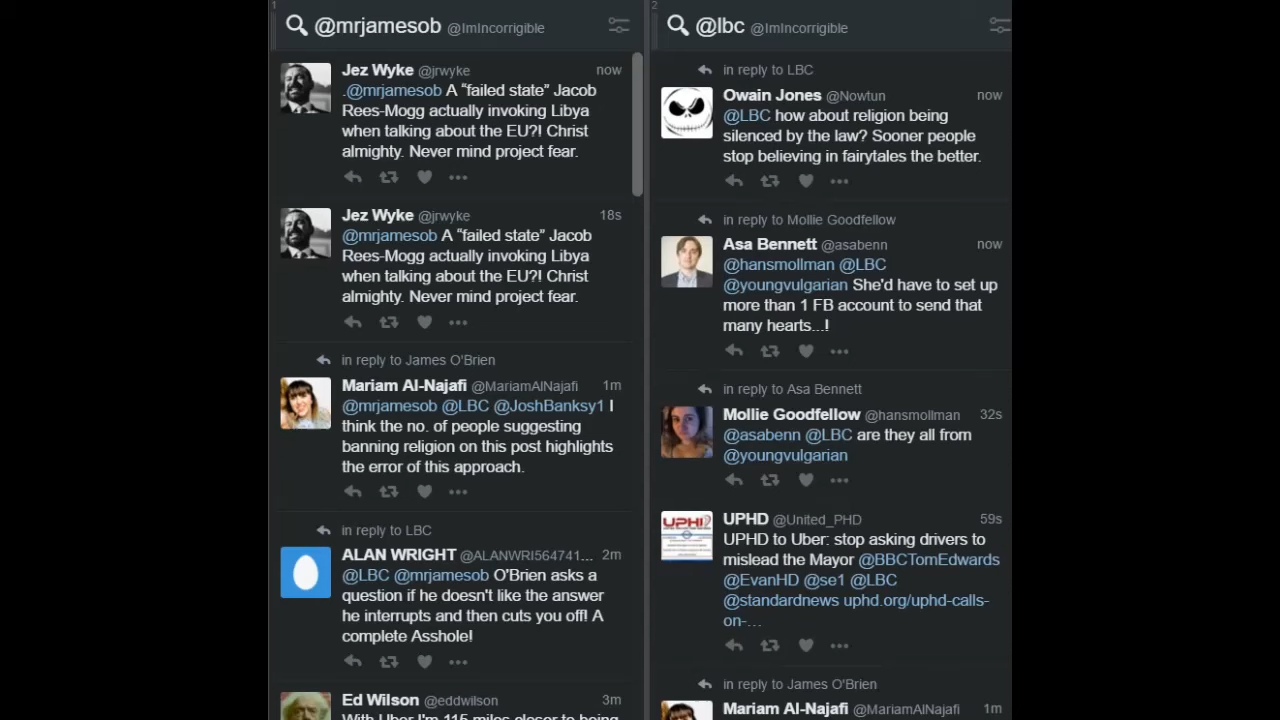 1
@mrjamesob @ImIncorrigible
Jez Wyke @jrwyke now
.@mrjamesob A “failed state” Jacob
Rees-Mogg actually invoking Libya
when talking about the EU?! Christ
almighty. Never mind project fear.
Jez Wyke @jrwyke 18s
@mrjamesob A “failed state” Jacob
Rees-Mogg actually invoking Libya
when talking about the EU?! Christ
almighty. Never mind project fear.
in reply to James O'Brien
Mariam Al-Najafi @MariamAlNajafi 1m
@mrjamesob @LBC @JoshBanksy1 I
think the no. of people suggesting
banning religion on this post highlights
the error of this approach.
in reply to LBC
ALAN WRIGHT @ALANWRI564741... 2m
@LBC @mrjamesob O'Brien asks a
question if he doesn't like the answer
he interrupts and then cuts you off! A
complete Asshole!
Ed Wilson @eddwilson 3m
With Uber I'm 115 miles closer to being
2
@lbc @ImIncorrigible
in reply to LBC
Owain Jones @Nowtun now
@LBC how about religion being
silenced by the law? Sooner people
stop believing in fairytales the better.
in reply to Mollie Goodfellow
Asa Bennett @asabenn now
@hansmollman @LBC
@youngvulgarian She'd have to set up
more than 1 FB account to send that
many hearts...!
in reply to Asa Bennett
Mollie Goodfellow @hansmollman 32s
@asabenn @LBC are they all from
@youngvulgarian
UPHD @United_PHD 59s
UPHD to Uber: stop asking drivers to
mislead the Mayor @BBCTomEdwards
@EvanHD @se1 @LBC
@standardnews uphd.org/uphd-calls-
on-...
in reply to James O'Brien
Mariam Al-Najafi @MariamAlNajafi 1m